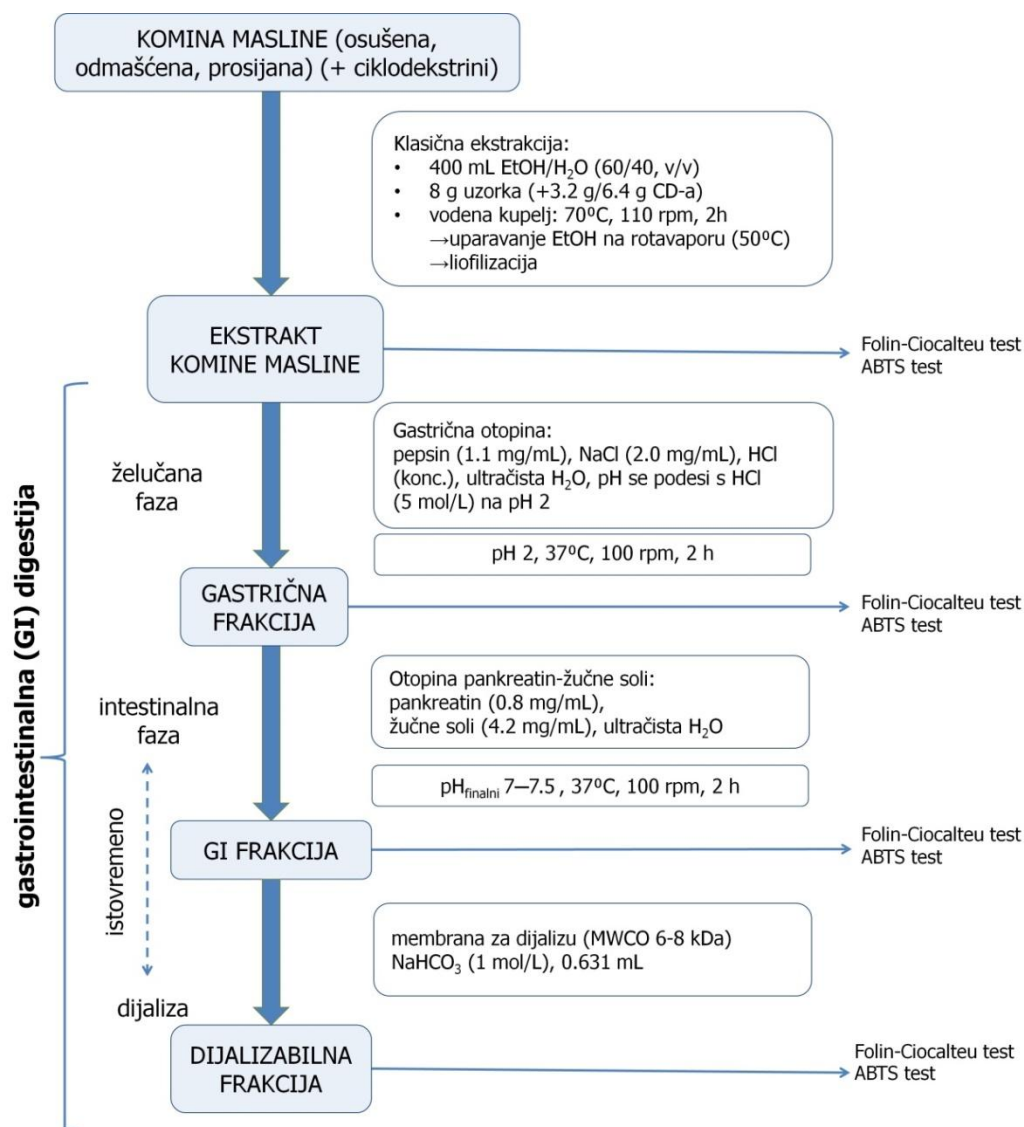 KOMINA MASLINE (osušena,
odmašćena, prosijana) (+ ciklodekstrini)
Klasična ekstrakcija:
• 400 mL EtOH/H₂O (60/40, v/v)
• 8 g uzorka (+3.2 g/6.4 g CD-a)
• vodena kupelj: 70ºC, 110 rpm, 2h
→uparavanje EtOH na rotavaporu (50ºC)
→liofilizacija
EKSTRAKT
KOMINE MASLINE
Folin-Ciocalteu test
ABTS test
gastrointestinalna (GI) digestija
želučana
faza
Gastrična otopina:
pepsin (1.1 mg/mL), NaCl (2.0 mg/mL), HCl
(konc.), ultračista H₂O, pH se podesi s HCl
(5 mol/L) na pH 2
pH 2, 37ºC, 100 rpm, 2 h
GASTRIČNA
FRAKCIJA
Folin-Ciocalteu test
ABTS test
intestinalna
faza
Otopina pankreatin-žučne soli:
pankreatin (0.8 mg/mL),
žučne soli (4.2 mg/mL), ultračista H₂O
pHfinalni 7—7.5 , 37ºC, 100 rpm, 2 h
istovremeno
GI FRAKCIJA
Folin-Ciocalteu test
ABTS test
membrana za dijalizu (MWCO 6-8 kDa)
NaHCO₃ (1 mol/L), 0.631 mL
dijaliza
DIJALIZABILNA
FRAKCIJA
Folin-Ciocalteu test
ABTS test